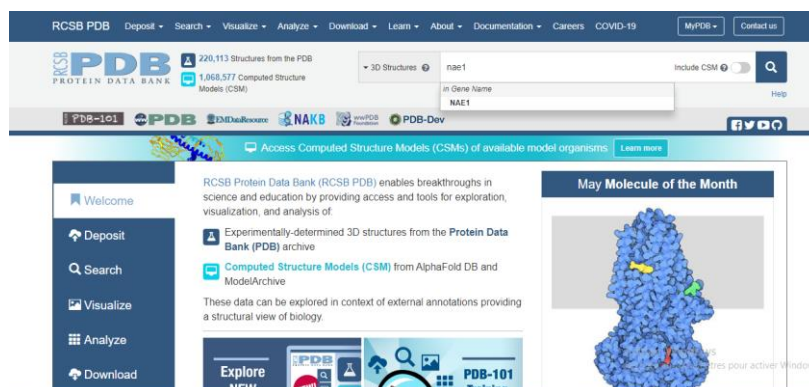 RCSB PDB Deposit Search Visualize Analyze Download Learn About Documentation Careers COVID-19 MyPDB Contact us
RCSB PDB
PROTEIN DATA BANK
220,113 Structures from the PDB
1,068,577 Computed Structure
Models (CSM)
3D Structures nae1 Include CSM
in Gene Name
NAE1
Help
PDB-101 PDB EMDataResource NAKB wwPDB Foundation PDB-Dev
Access Computed Structure Models (CSMs) of available model organisms Learn more
Welcome
Deposit
Search
Visualize
Analyze
Download
RCSB Protein Data Bank (RCSB PDB) enables breakthroughs in
science and education by providing access and tools for exploration,
visualization, and analysis of:
Experimentally-determined 3D structures from the Protein Data
Bank (PDB) archive
Computed Structure Models (CSM) from AlphaFold DB and
ModelArchive
These data can be explored in context of external annotations providing
a structural view of biology.
Explore
NEW
PDB
PDB-101
May Molecule of the Month
pour activer Window